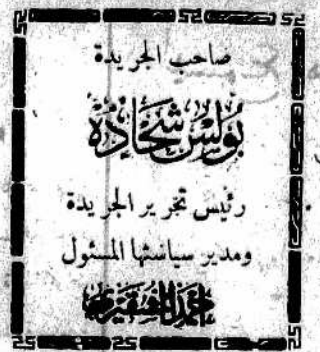 صاحب الجريدة
بولس شحادة
رئيس تحرير الجريدة
ومدير سياستها المسئول
احمد الشقيري